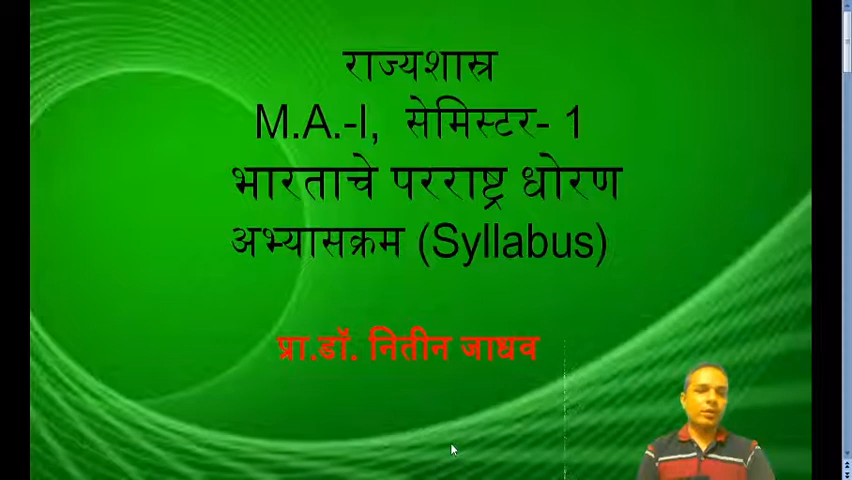 राज्यशास्त्र
M.A.-I, सेमिस्टर- 1
भारताचे परराष्ट्र धोरण
अभ्यासक्रम (Syllabus)
प्रा.डॉ. नितीन जाधव